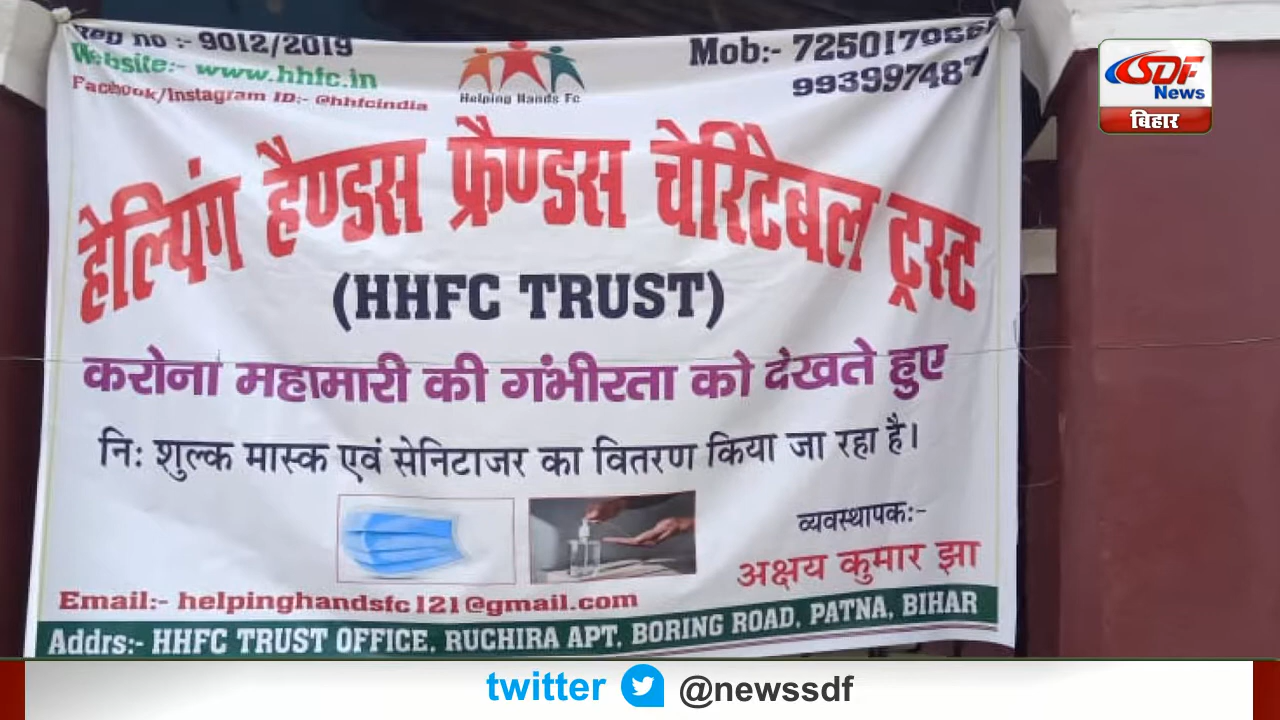 Reg no :- 9012/2019
Website:- www.hhfc.in
Facebook/Instagram ID:- @hhfcindia
Helping Hands Fc
Mob:-
993997487
SDF
News
बिहार
हेल्पिंग हैण्डस फ्रैण्डस चेरिटेबल ट्रस्ट
(HHFC TRUST)
करोना महामारी की गंभीरता को देखते हुए
निः शुल्क मास्क एवं सेनिटाजर का वितरण किया जा रहा है।
व्यवस्थापकः-
अक्षय कुमार झा
Email:- helpinghandsfc121@gmail.com
Addrs:- HHFC TRUST OFFICE, RUCHIRA APT, BORING ROAD, PATNA, BIHAR
twitter @newssdf